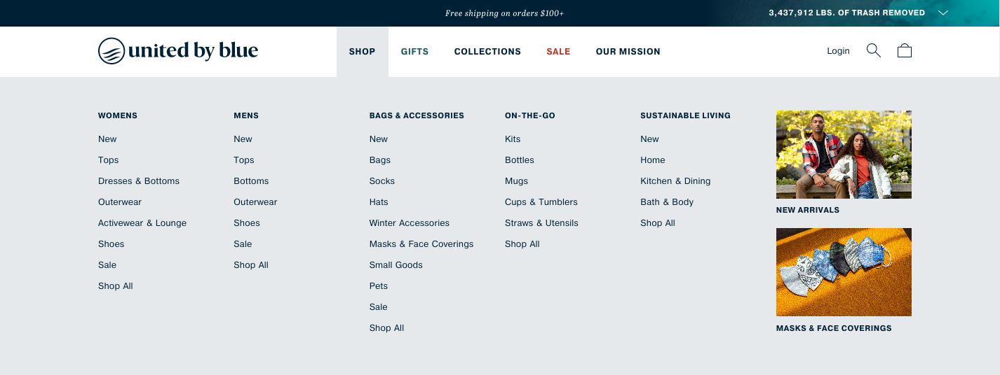 Free shipping on orders $100+
3,437,912 LBS. OF TRASH REMOVED
united by blue
SHOP
GIFTS
COLLECTIONS
SALE
OUR MISSION
Login
WOMENS
New
Tops
Dresses & Bottoms
Outerwear
Activewear & Lounge
Shoes
Sale
Shop All
MENS
New
Tops
Bottoms
Outerwear
Shoes
Sale
Shop All
BAGS & ACCESSORIES
New
Bags
Socks
Hats
Winter Accessories
Masks & Face Coverings
Small Goods
Pets
Sale
Shop All
ON-THE-GO
Kits
Bottles
Mugs
Cups & Tumblers
Straws & Utensils
Shop All
SUSTAINABLE LIVING
New
Home
Kitchen & Dining
Bath & Body
Shop All
NEW ARRIVALS
MASKS & FACE COVERINGS